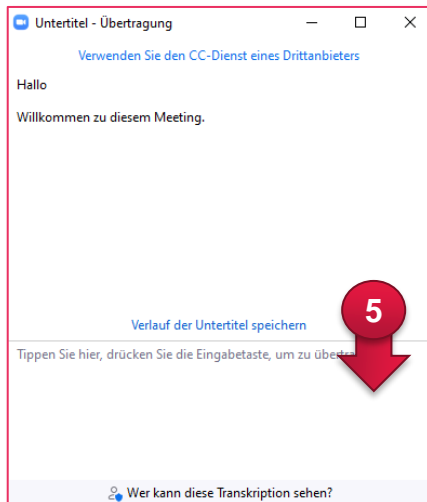 Untertitel - Übertragung
Verwenden Sie den CC-Dienst eines Drittanbieters
Hallo
Willkommen zu diesem Meeting.
5
Verlauf der Untertitel speichern
Tippen Sie hier, drücken Sie die Eingabetaste, um zu
Wer kann diese Transkription sehen?